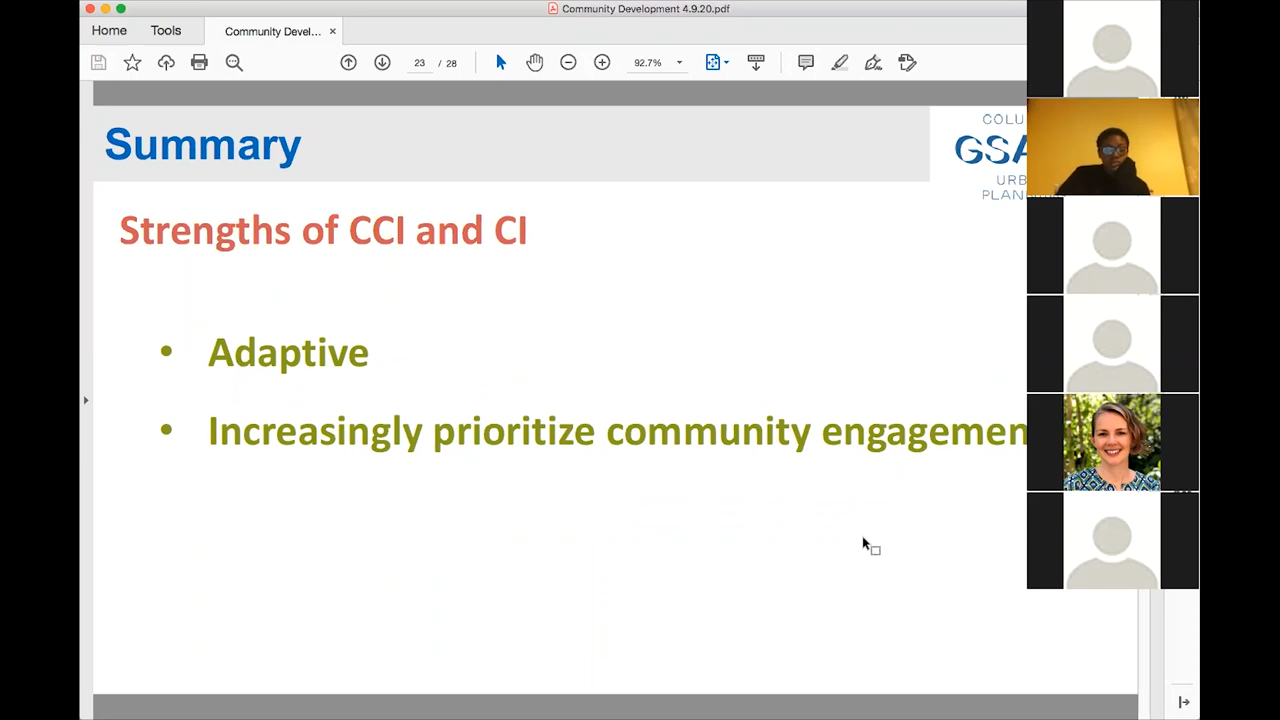 Community Development 4.9.20.pdf
Home Tools Community Devel... ×
23 / 28 92.7%
Summary
COLU
GSA
URB
PLAN
Strengths of CCI and CI
• Adaptive
• Increasingly prioritize community engagemen